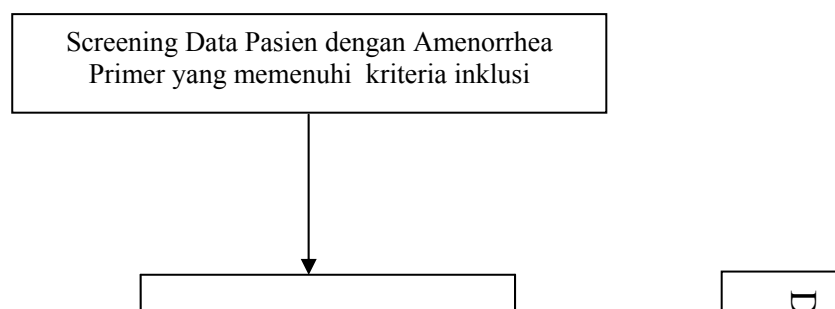 Screening Data Pasien dengan Amenorrhea
Primer yang memenuhi kriteria inklusi
D